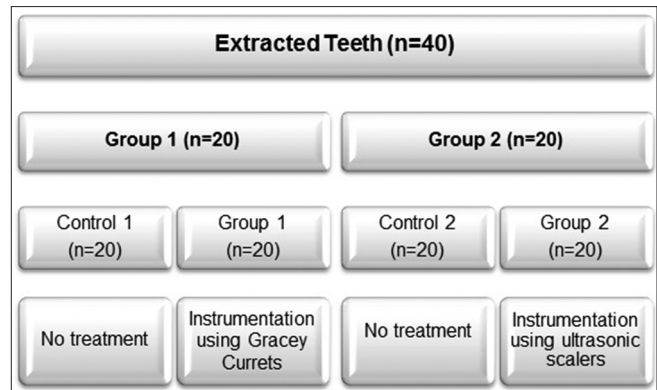 Extracted Teeth (n=40)
Group 1 (n=20)
Group 2 (n=20)
Control 1
(n=20)
Group 1
(n=20)
Control 2
(n=20)
Group 2
(n=20)
No treatment
Instrumentation
using Gracey
Currets
No treatment
Instrumentation
using ultrasonic
scalers